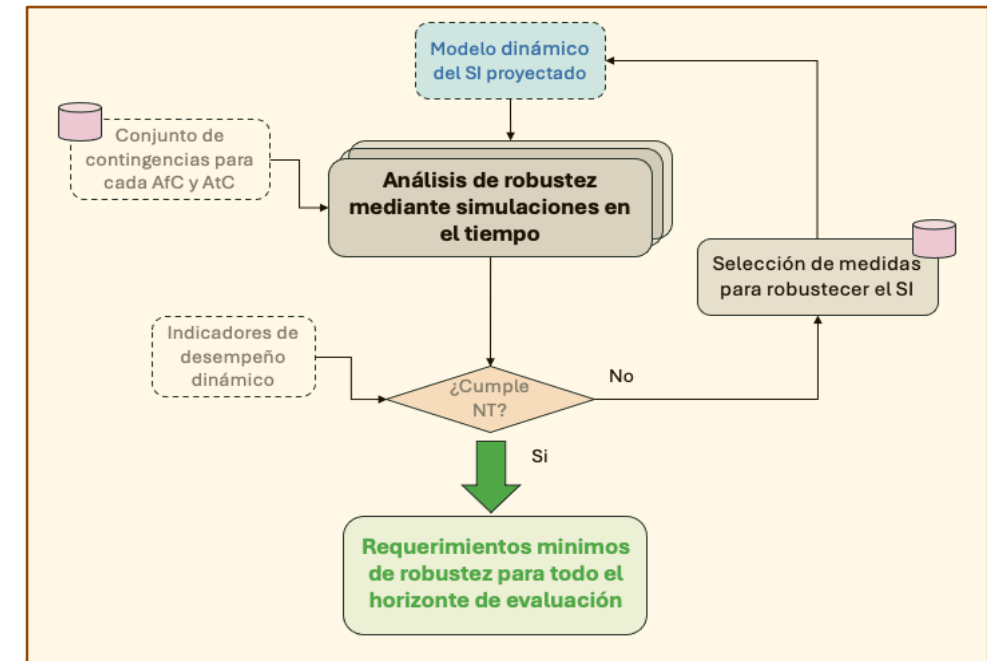 Modelo dinámico
del SI proyectado
Conjunto de
contingencias para
cada AfC y AtC
Análisis de robustez
mediante simulaciones en
el tiempo
Selección de medidas
para robustecer el SI
Indicadores de
desempeño
dinámico
¿Cumple
NT?
No
Si
Requerimientos minimos
de robustez para todo el
horizonte de evaluación